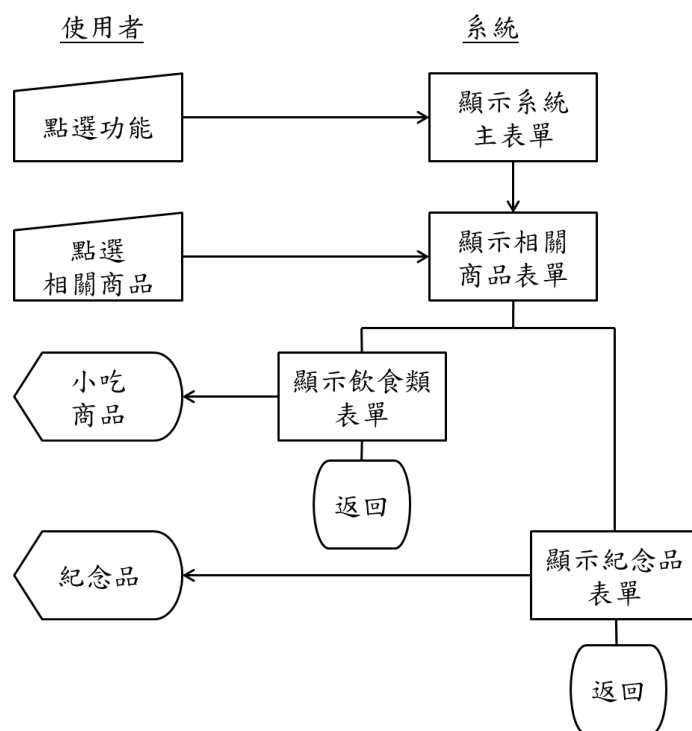 使用者
系統
點選功能
顯示系統
主表單
點選
相關商品
顯示相關
商品表單
小吃
商品
顯示飲食類
表單
返回
紀念品
顯示紀念品
表單
返回